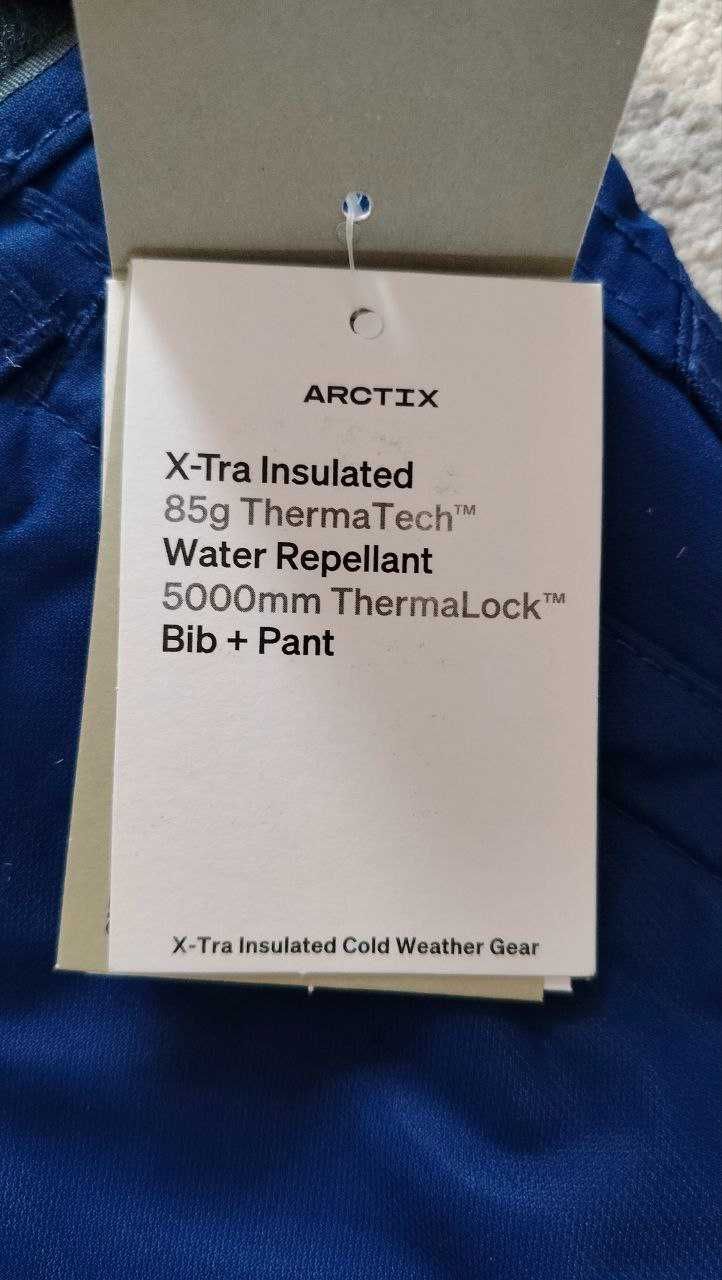 ARCTIX
X-Tra Insulated
85g ThermaTech™
Water Repellant
5000mm ThermaLock™
Bib + Pant
X-Tra Insulated Cold Weather Gear